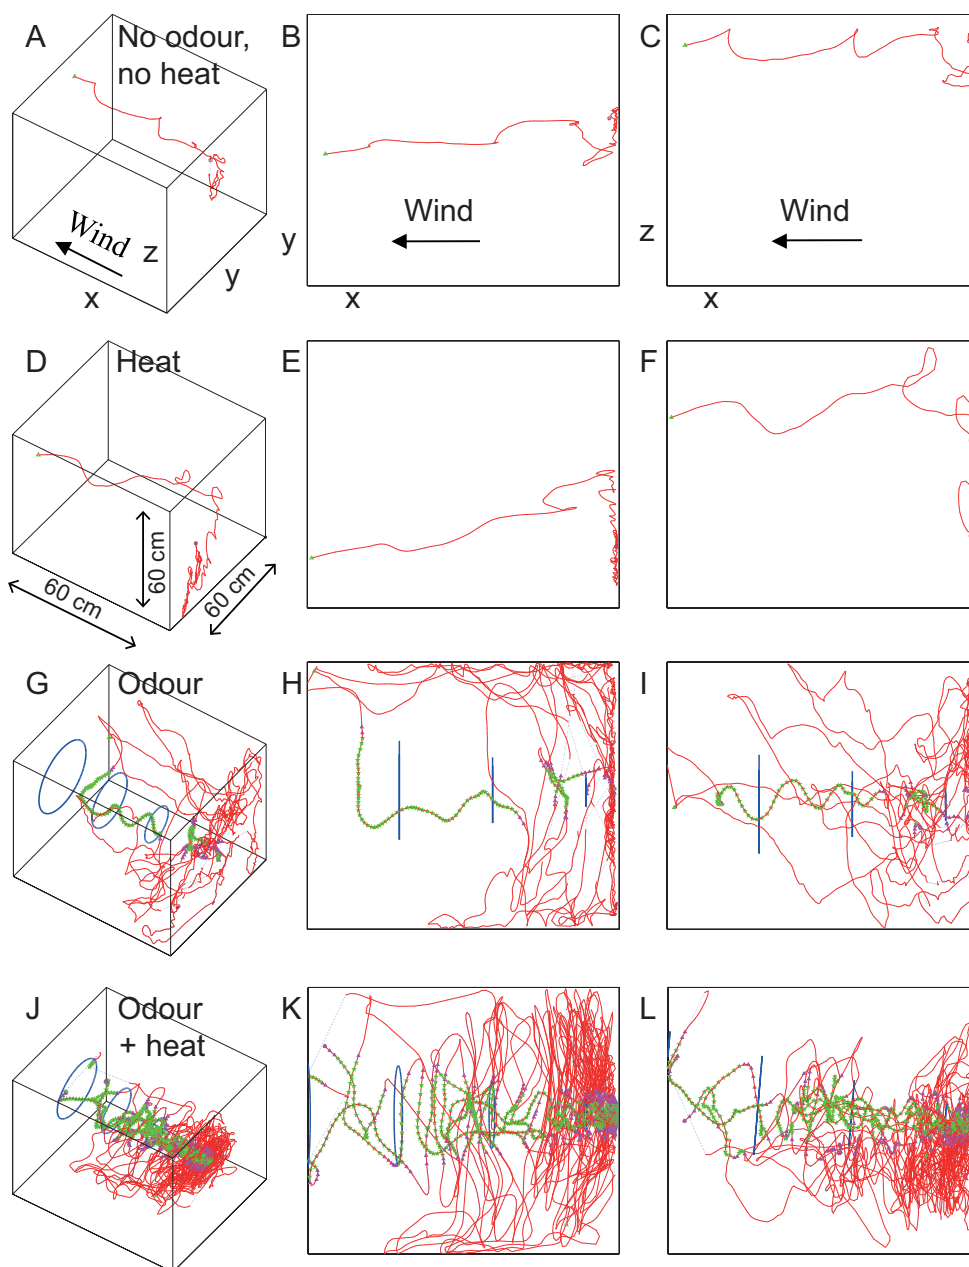 A No odour,
no heat
Wind
z
y
x
B
Wind
y
x
C
Wind
z
x
D Heat
60 cm
60 cm
60 cm
E
F
G Odour
H
I
J Odour
+ heat
K
L